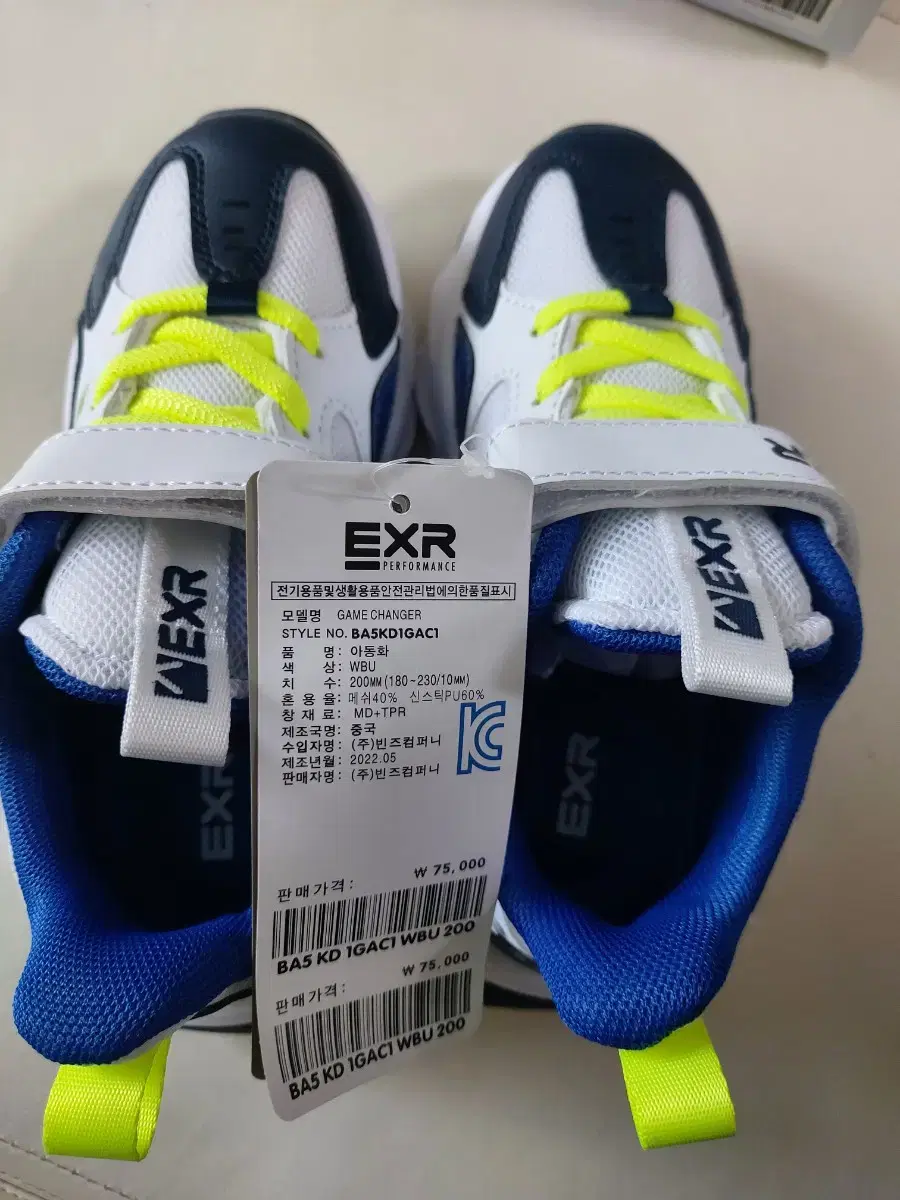 EXR
PERFORMANCE
전기용품및생활용품안전관리법에의한품질표시
모델명 GAME CHANGER
STYLE NO. BA5KD1GAC1
품 명: 아동화
색 상: WBU
치 수: 200MM (180~230/10MM)
혼 용 율: 메쉬40% 신스틱PU60%
창 재 료: MD+TPR
제조국명: 중국
수입자명: (주)빈즈컴퍼니
제조년월: 2022.05
판매자명: (주)빈즈컴퍼니
₩ 75,000
판매가격:
BA5 KD 1GAC1 WBU 200
₩ 75,000
판매가격:
BA5 KD 1GAC1 WBU 200
EXR
EXR
EXR
EXR
R